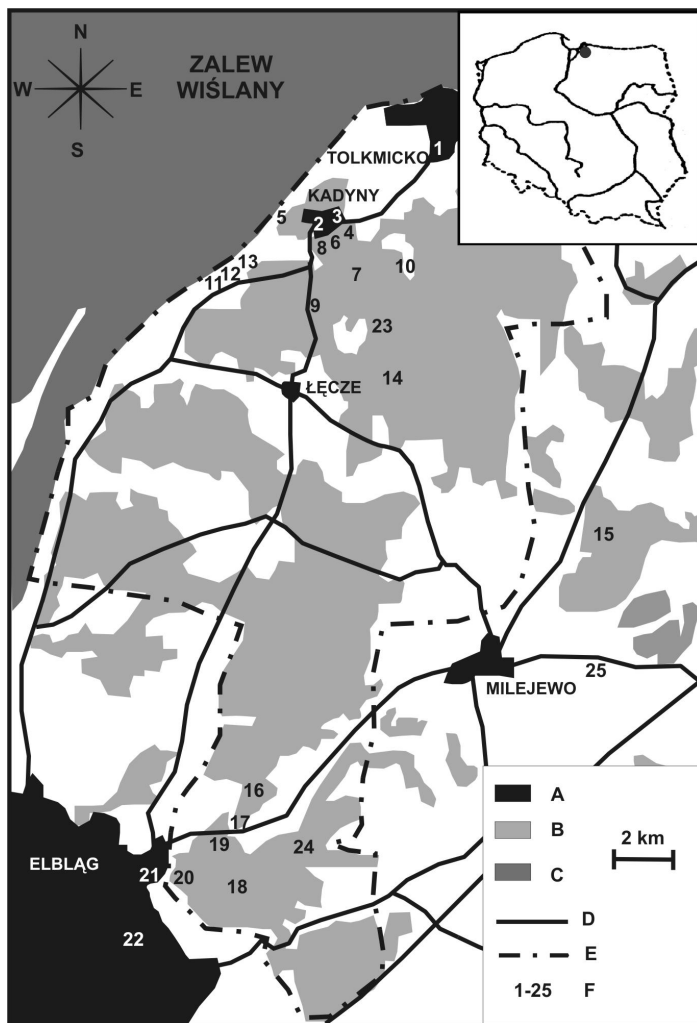 N
W E
S
ZALEW
WIŚLANY
1
TOLKMICKO
KADYNY
5
2 3
4
8 6
7
10
13
12
11
9
23
14
ŁĘCZE
15
MILEJEWO
25
16
17
19
24
ELBLĄG
21 20
18
22
A
B
C
2 km
D
E
1-25 F